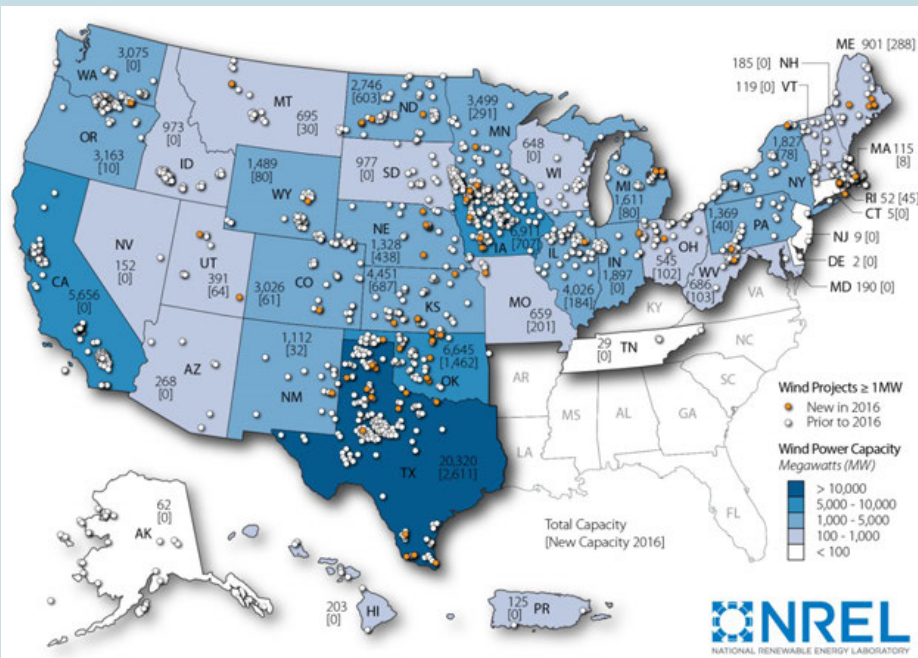 ME 901 [288]
185 [0] NH
119 [0] VT
3,075
[0]
WA
MT
695
[30]
2,746
[603]
ND
3,499
[291]
MN
1,827
[78]
NY
MA 115
[8]
973
[0]
ID
OR
3,163
[10]
977
[0]
SD
648
[0]
WI
MI
1,611
[80]
RI 52 [45]
CT 5 [0]
1,489
[80]
WY
1,369
[40]
PA
NJ 9 [0]
NE
1,328
[438]
6,911
[707]
IA
IL
4,026
[184]
IN
1,897
[0]
OH
545
[102]
DE 2 [0]
NV
152
[0]
UT
391
[64]
3,026
[61]
CO
4,451
[687]
KS
WV
686
[103]
MD 190 [0]
CA
5,656
[0]
MO
659
[201]
KY
VA
AZ
268
[0]
1,112
[32]
NM
6,645
[1,462]
OK
29
[0]
TN
NC
AR
SC
MS
AL
GA
TX
20,320
[2,611]
LA
FL
Wind Projects ≥ 1MW
New in 2016
Prior to 2016
Wind Power Capacity
Megawatts (MW)
> 10,000
5,000 - 10,000
1,000 - 5,000
100 - 1,000
< 100
62
[0]
AK
Total Capacity
[New Capacity 2016]
203
[0]
HI
125
[0]
PR
NREL
NATIONAL RENEWABLE ENERGY LABORATORY